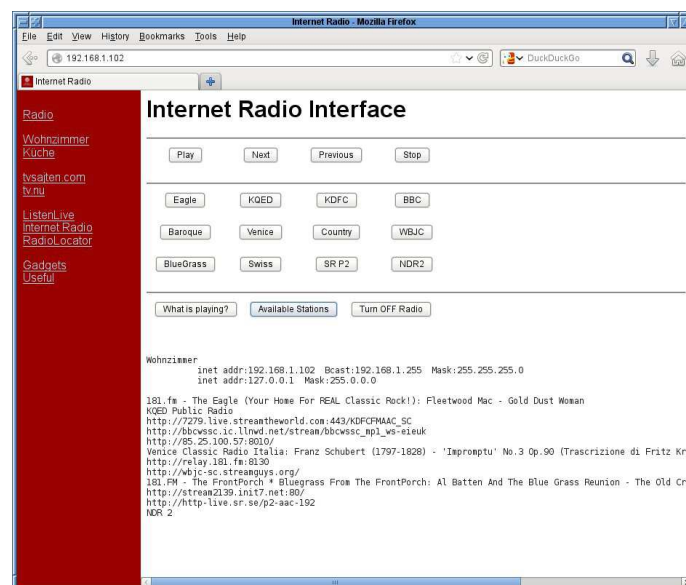 Internet Radio - Mozilla Firefox
File Edit View History Bookmarks Tools Help
192.168.1.102
DuckDuckGo
Internet Radio
Radio
Wohnzimmer
Küche
tvsajten.com
tv.nu
ListenLive
Internet Radio
RadioLocator
Gadgets
Useful
Internet Radio Interface
Play Next Previous Stop
Eagle KQED KDFC BBC
Baroque Venice Country WBJC
BlueGrass Swiss SR P2 NDR2
What is playing? Available Stations Turn OFF Radio
Wohnzimmer
inet addr:192.168.1.102 Bcast:192.168.1.255 Mask:255.255.255.0
inet addr:127.0.0.1 Mask:255.0.0.0
181.fm - The Eagle (Your Home For REAL Classic Rock!): Fleetwood Mac - Gold Dust Woman
KQED Public Radio
http://7279.live.streamtheworld.com:443/KDFCFMAAC_SC
http://bbcwssc.ic.llnwd.net/stream/bbcwssc_mp1_ws-eieuk
http://85.25.100.57:8010/
Venice Classic Radio Italia: Franz Schubert (1797-1828) - 'Impromptu' No.3 Op.90 (Trascrizione di Fritz Kr
http://relay.181.fm:8130
http://wbjc-sc.streamguys.org/
181.FM - The FrontPorch * Bluegrass From The FrontPorch: Al Batten And The Blue Grass Reunion - The Old Cr
http://stream2139.init7.net:80/
http://http-live.sr.se/p2-aac-192
NDR 2